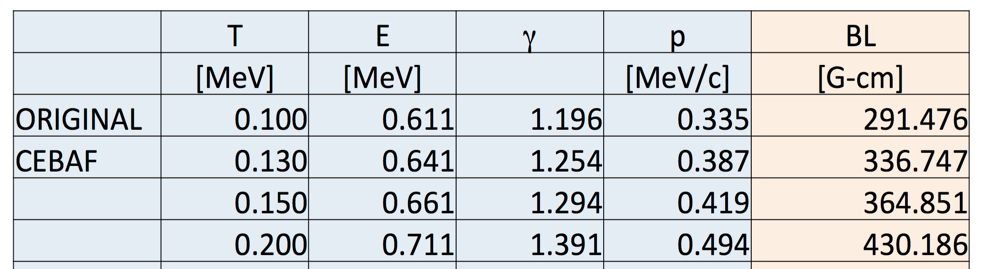 T E γ p BL
[MeV] [MeV] [MeV/c] [G-cm]
ORIGINAL 0.100 0.611 1.196 0.335 291.476
CEBAF 0.130 0.641 1.254 0.387 336.747
0.150 0.661 1.294 0.419 364.851
0.200 0.711 1.391 0.494 430.186